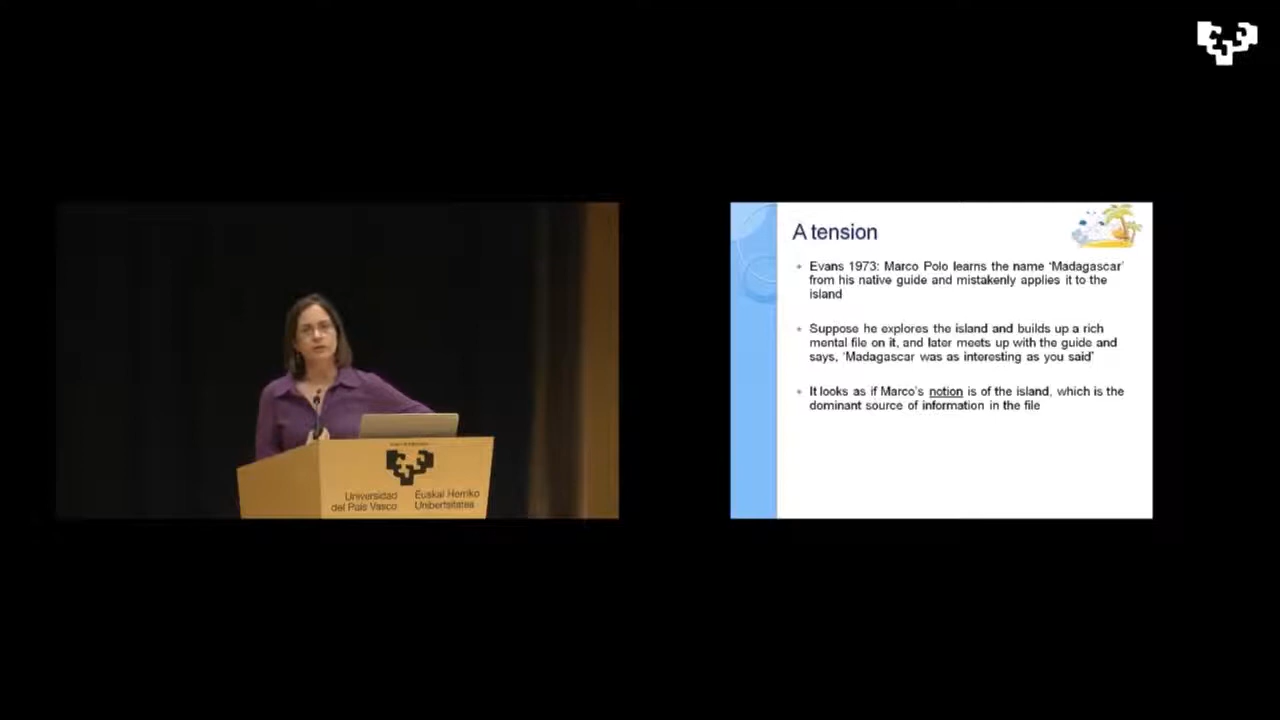 Universidad
del País Vasco
Euskal Herriko
Unibertsitatea
A tension
Evans 1973: Marco Polo learns the name ‘Madagascar’
from his native guide and mistakenly applies it to the
island
Suppose he explores the island and builds up a rich
mental file on it, and later meets up with the guide and
says, ‘Madagascar was as interesting as you said’
It looks as if Marco’s notion is of the island, which is the
dominant source of information in the file